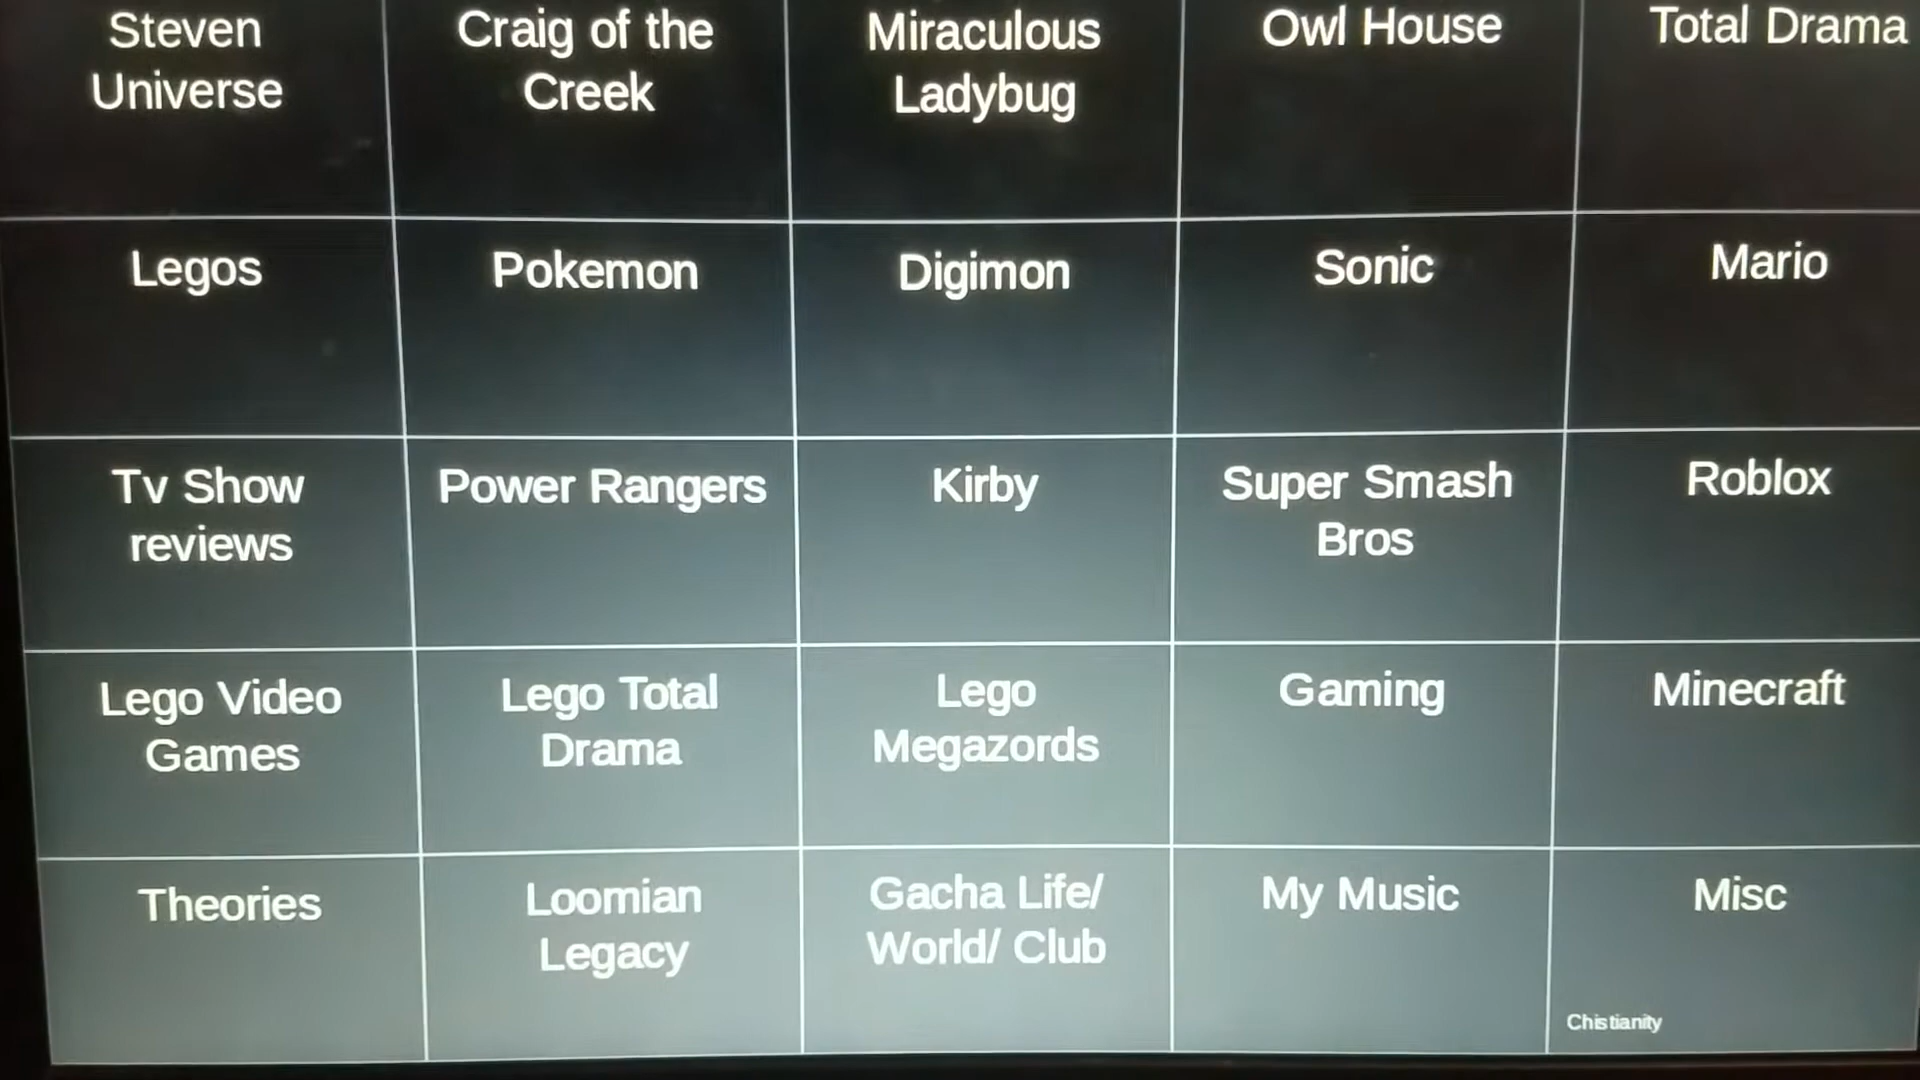 Steven
Universe
Craig of the
Creek
Miraculous
Ladybug
Owl House
Total Drama
Legos
Pokemon
Digimon
Sonic
Mario
Tv Show
reviews
Power Rangers
Kirby
Super Smash
Bros
Roblox
Lego Video
Games
Lego Total
Drama
Lego
Megazords
Gaming
Minecraft
Theories
Loomian
Legacy
Gacha Life/
World/ Club
My Music
Misc
Chistianity